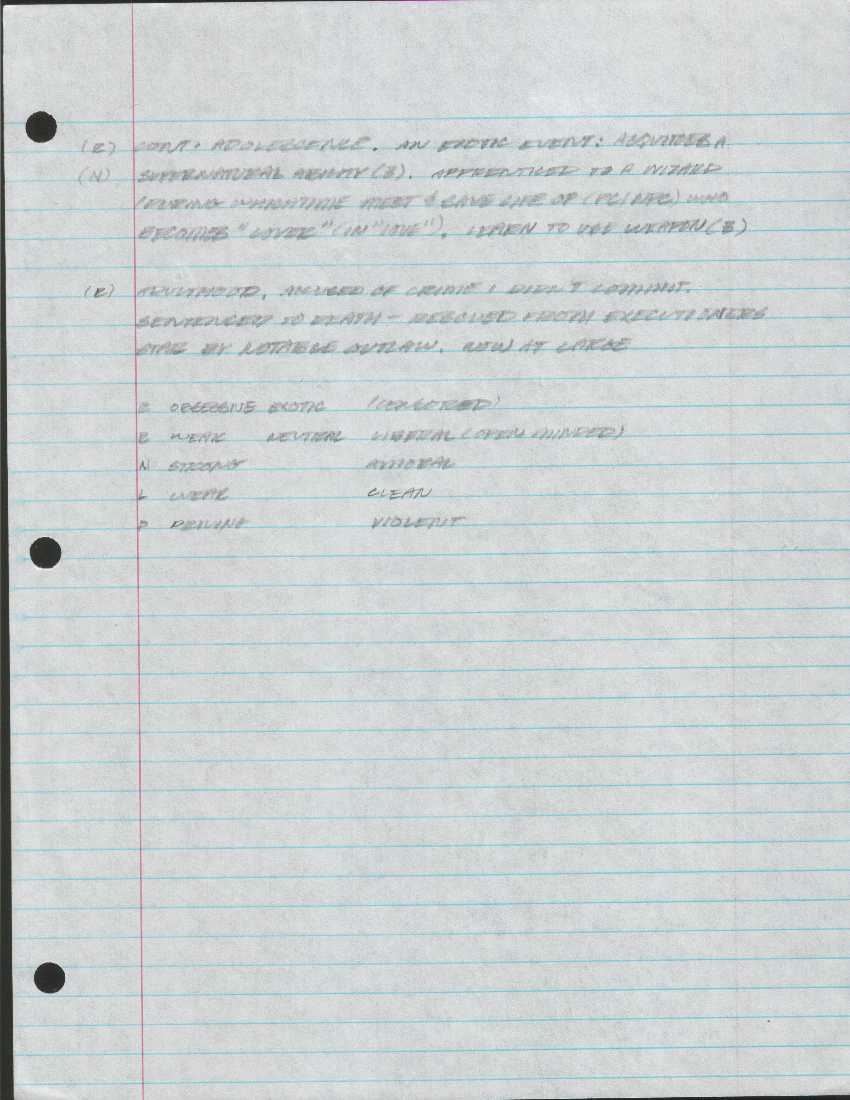 (E) CONT. ADOLESCENCE. AN EXOTIC EVENT: ACQUIRES A
(N) SUPERNATURAL ABILITY (3). APPRENTICED TO A WIZARD
(DURING WHICH TIME MEET & SAVE LIFE OF (PC/NPC) WHO
BECOMES "LOVER" (IN "LOVE"). LEARN TO USE WEAPON (3)
(R) ADULTHOOD. ACCUSED OF CRIME I DIDN'T COMMIT.
SENTENCED TO DEATH - RESCUED FROM EXECUTIONERS
BY NOTABLE OUTLAW. NOW AT LARGE
E OBSESSIVE EXOTIC (CENSORED)
R WEAK NEUTRAL LIBERAL (OPEN MINDED)
N STRONG AMORAL
L WEAK CLEAN
D DRIVING VIOLENT